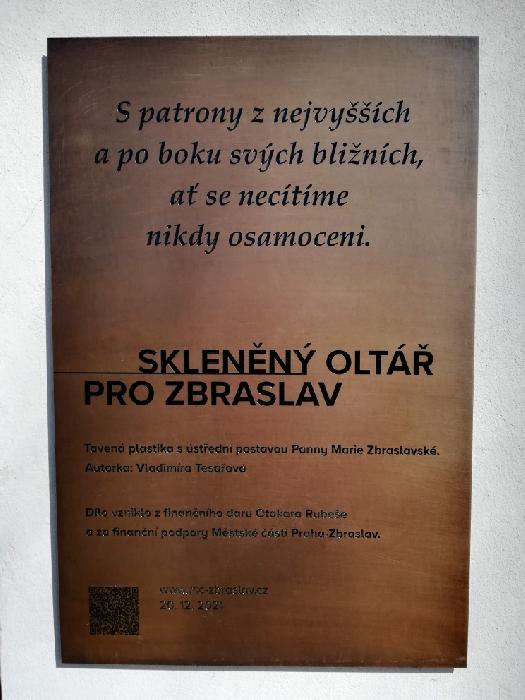 S patrony z nejvyšších
a po boku svých bližních,
ať se necítíme
nikdy osamoceni.
SKLENĚNÝ OLTÁŘ
PRO ZBRASLAV
Tavená plastika s ústřední postavou Panny Marie Zbraslavské.
Autorka: Vladimíra Tesařová
Dílo vzniklo z finančního daru Otakara Rubeše
a za finanční podpory Městské části Praha-Zbraslav.
20. 12. 2021